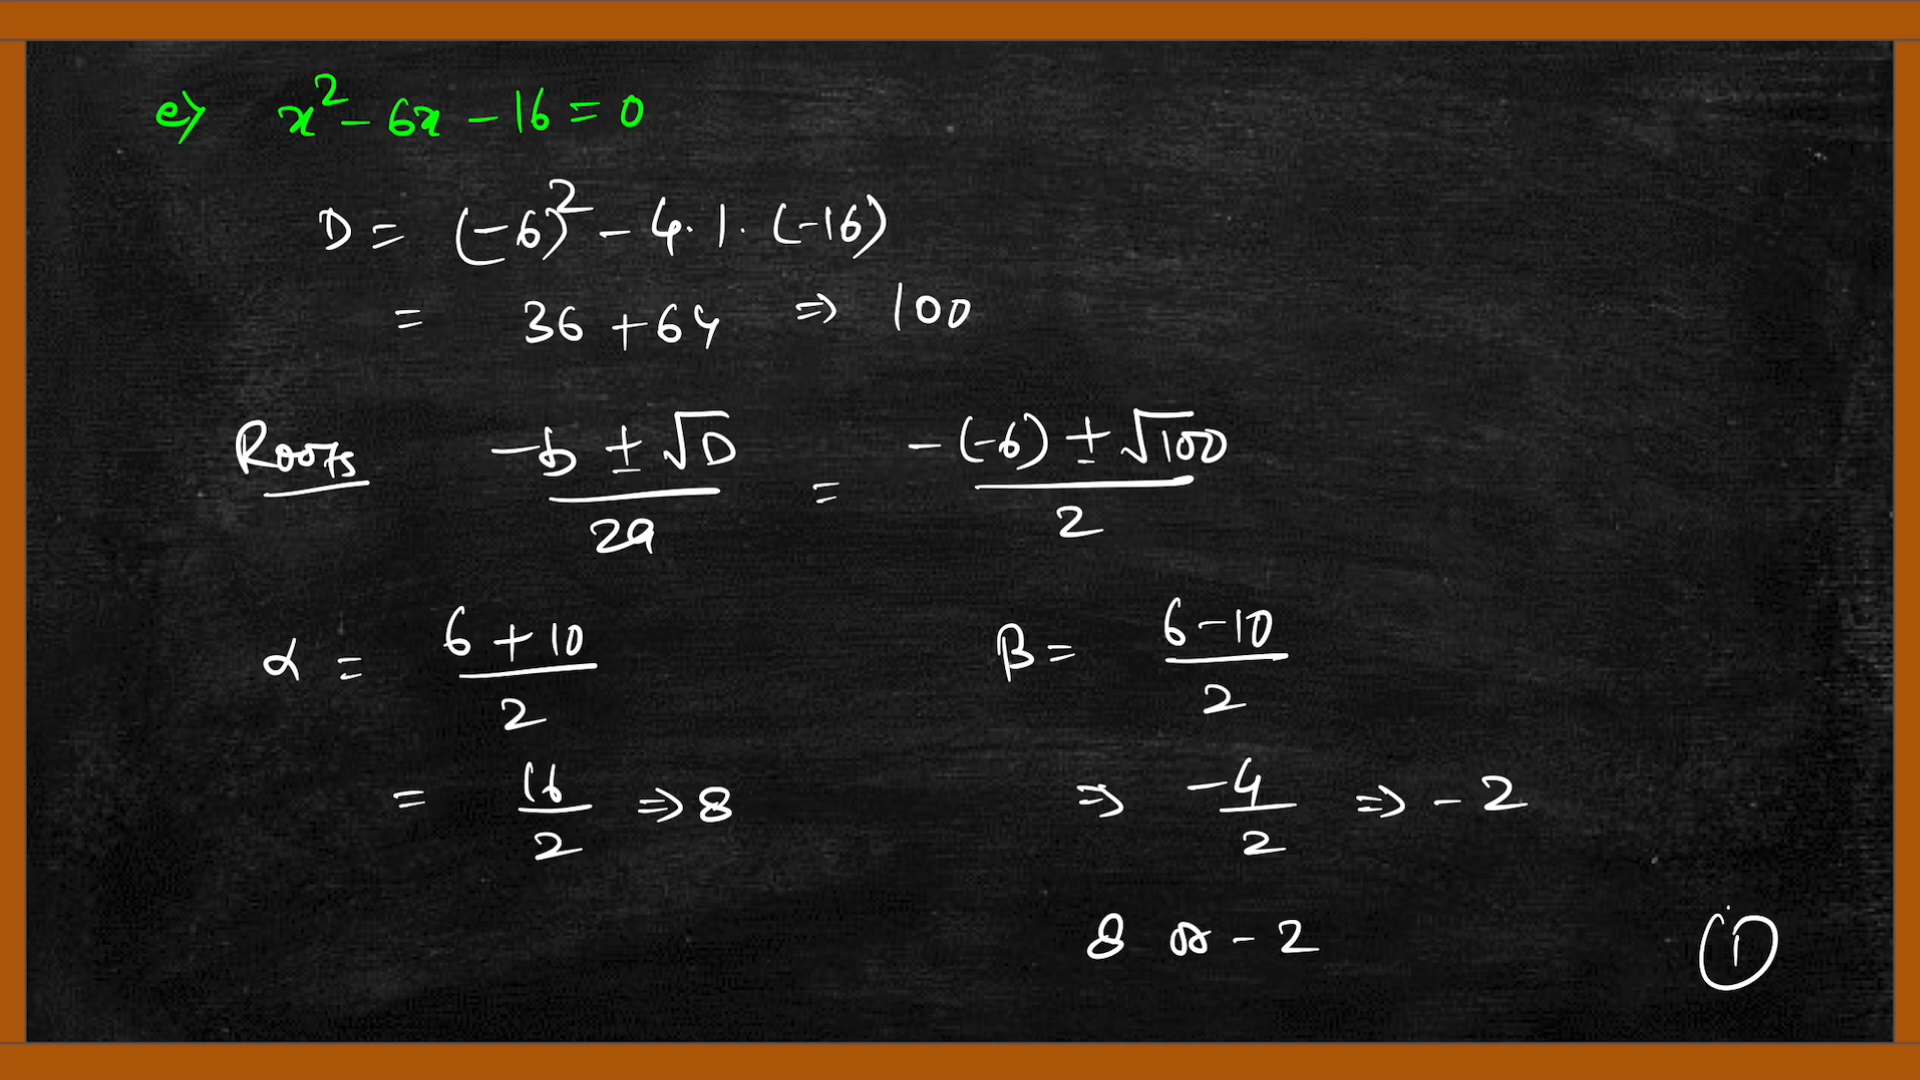 e) x² - 6x - 16 = 0
D = (-6)² - 4·1·(-16)
= 36 + 64 ⇒ 100
Roots -b ± √D / 2a = -(-6) ± √100 / 2
α = 6 + 10 / 2 β = 6 - 10 / 2
= 16 / 2 ⇒ 8 ⇒ -4 / 2 ⇒ -2
8 or -2
①